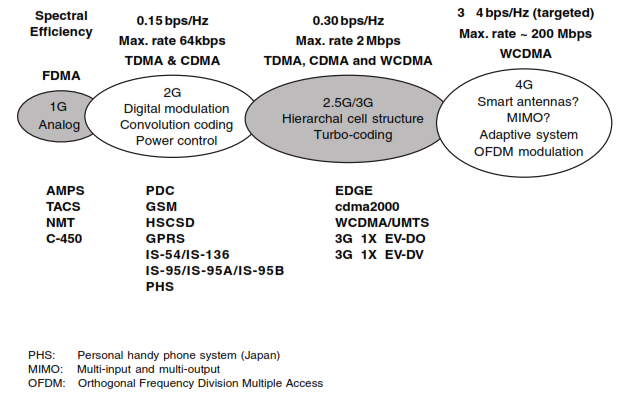 Spectral
Efficiency
0.15 bps/Hz
Max. rate 64kbps
TDMA & CDMA
0.30 bps/Hz
Max. rate 2 Mbps
TDMA, CDMA and WCDMA
3 4 bps/Hz (targeted)
Max. rate ~ 200 Mbps
WCDMA
FDMA
1G
Analog
2G
Digital modulation
Convolution coding
Power control
2.5G/3G
Hierarchal cell structure
Turbo-coding
4G
Smart antennas?
MIMO?
Adaptive system
OFDM modulation
AMPS
TACS
NMT
C-450
PDC
GSM
HSCSD
GPRS
IS-54/IS-136
IS-95/IS-95A/IS-95B
PHS
EDGE
cdma2000
WCDMA/UMTS
3G 1X EV-DO
3G 1X EV-DV
PHS: Personal handy phone system (Japan)
MIMO: Multi-input and multi-output
OFDM: Orthogonal Frequency Division Multiple Access